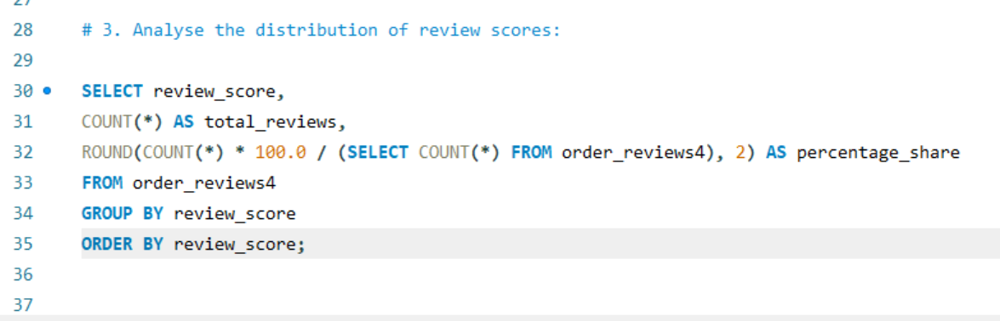 27
28 # 3. Analyse the distribution of review scores:
29
30 SELECT review_score,
31 COUNT(*) AS total_reviews,
32 ROUND(COUNT(*) * 100.0 / (SELECT COUNT(*) FROM order_reviews4), 2) AS percentage_share
33 FROM order_reviews4
34 GROUP BY review_score
35 ORDER BY review_score;
36
37